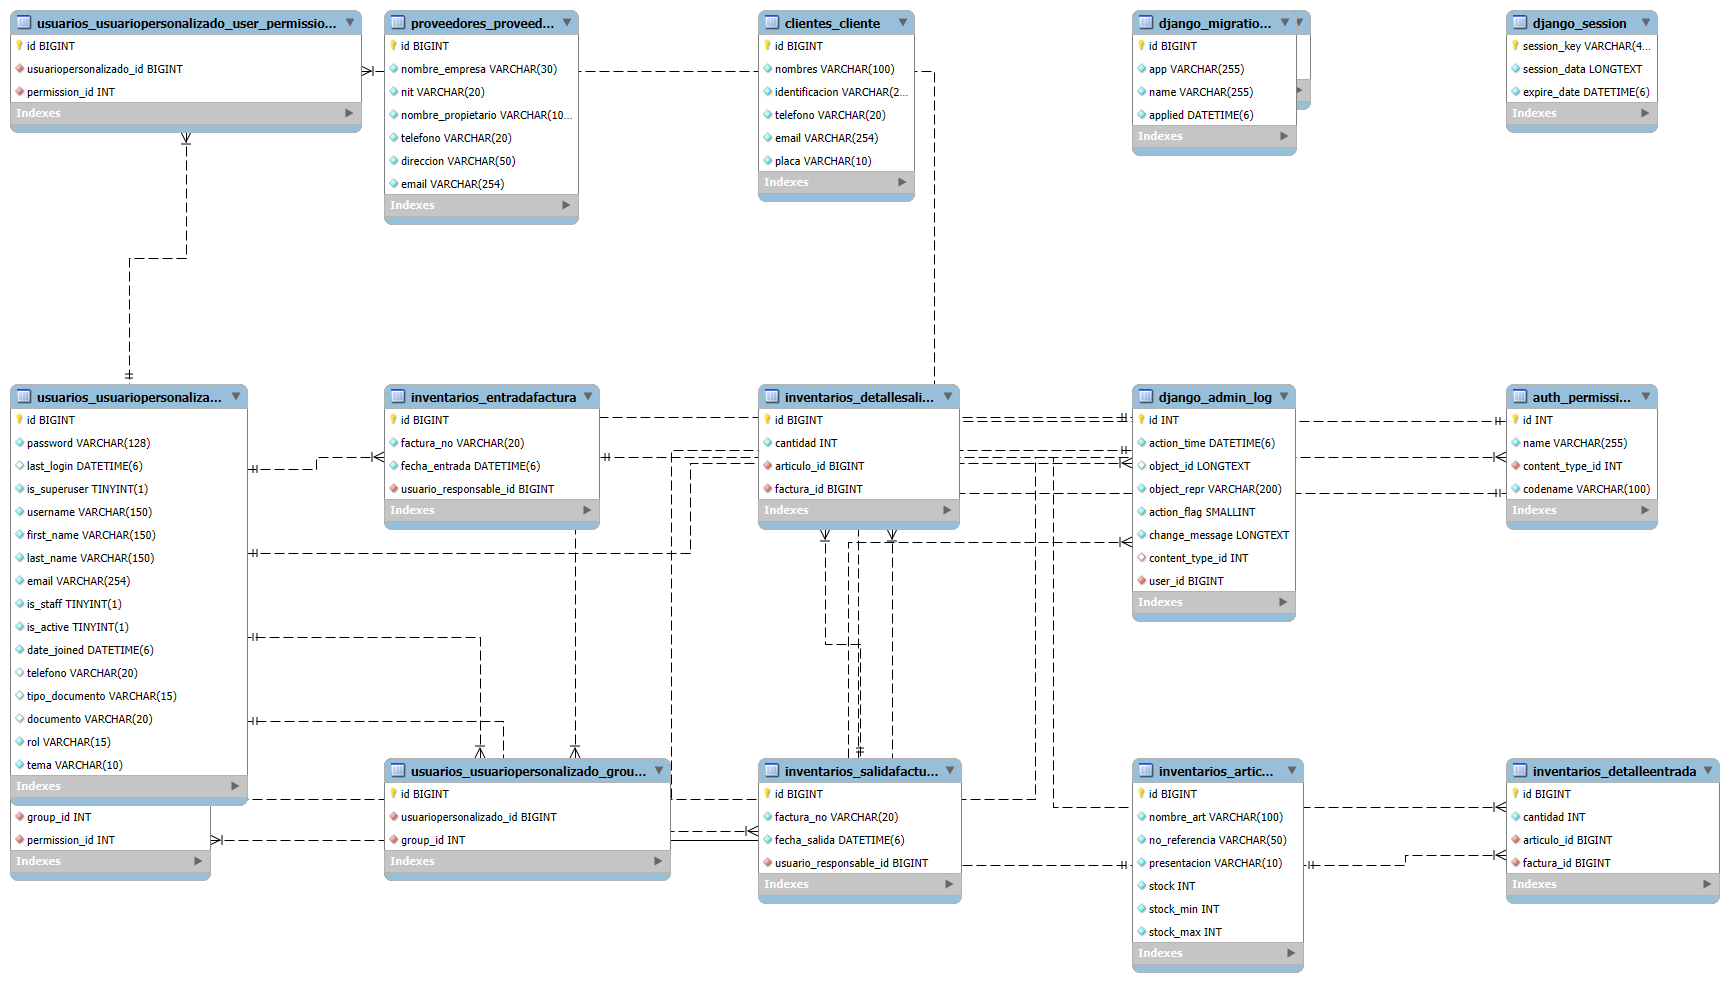 usuarios_usuariopersonalizado_user_permissio...
id BIGINT
usuariopersonalizado_id BIGINT
permission_id INT
Indexes
proveedores_proveed...
id BIGINT
nombre_empresa VARCHAR(30)
nit VARCHAR(20)
nombre_propietario VARCHAR(10...
telefono VARCHAR(20)
direccion VARCHAR(50)
email VARCHAR(254)
Indexes
clientes_cliente
id BIGINT
nombres VARCHAR(100)
identificacion VARCHAR(2...
telefono VARCHAR(20)
email VARCHAR(254)
placa VARCHAR(10)
Indexes
django_migratio...
id BIGINT
app VARCHAR(255)
name VARCHAR(255)
applied DATETIME(6)
Indexes
django_session
session_key VARCHAR(4...
session_data LONGTEXT
expire_date DATETIME(6)
Indexes
usuarios_usuariopersonaliza...
id BIGINT
password VARCHAR(128)
last_login DATETIME(6)
is_superuser TINYINT(1)
username VARCHAR(150)
first_name VARCHAR(150)
last_name VARCHAR(150)
email VARCHAR(254)
is_staff TINYINT(1)
is_active TINYINT(1)
date_joined DATETIME(6)
telefono VARCHAR(20)
tipo_documento VARCHAR(15)
documento VARCHAR(20)
rol VARCHAR(15)
tema VARCHAR(10)
Indexes
group_id INT
permission_id INT
Indexes
inventarios_entradafactura
id BIGINT
factura_no VARCHAR(20)
fecha_entrada DATETIME(6)
usuario_responsable_id BIGINT
Indexes
inventarios_detallesali...
id BIGINT
cantidad INT
articulo_id BIGINT
factura_id BIGINT
Indexes
django_admin_log
id INT
action_time DATETIME(6)
object_id LONGTEXT
object_repr VARCHAR(200)
action_flag SMALLINT
change_message LONGTEXT
content_type_id INT
user_id BIGINT
Indexes
auth_permissi...
id INT
name VARCHAR(255)
content_type_id INT
codename VARCHAR(100)
Indexes
usuarios_usuariopersonalizado_grou...
id BIGINT
usuariopersonalizado_id BIGINT
group_id INT
Indexes
inventarios_salidafactu...
id BIGINT
factura_no VARCHAR(20)
fecha_salida DATETIME(6)
usuario_responsable_id BIGINT
Indexes
inventarios_artic...
id BIGINT
nombre_art VARCHAR(100)
no_referencia VARCHAR(50)
presentacion VARCHAR(10)
stock INT
stock_min INT
stock_max INT
Indexes
inventarios_detalleentrada
id BIGINT
cantidad INT
articulo_id BIGINT
factura_id BIGINT
Indexes